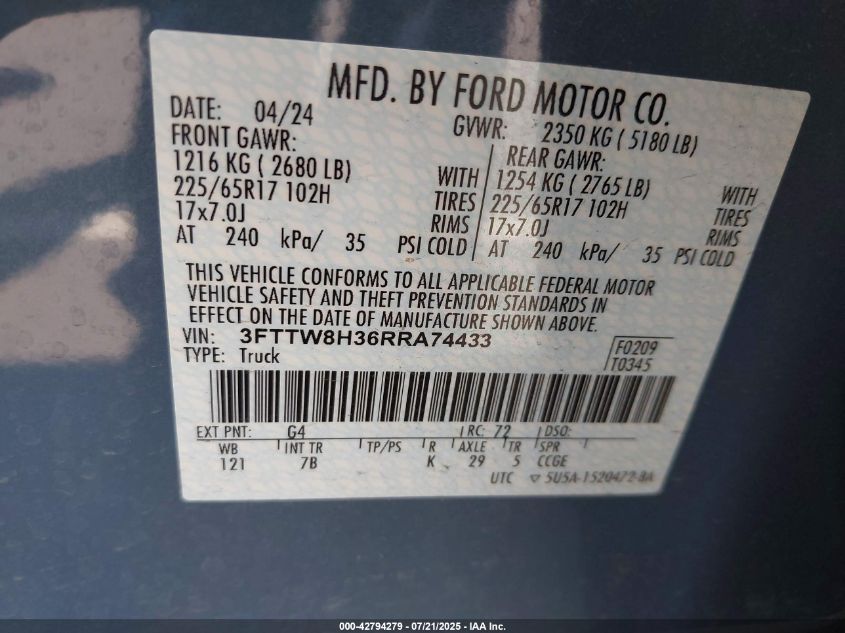 MFD. BY FORD MOTOR CO.
DATE: 04/24 GVWR: 2350 KG ( 5180 LB)
FRONT GAWR: REAR GAWR:
1216 KG ( 2680 LB) WITH 1254 KG ( 2765 LB) WITH
225/65R17 102H TIRES 225/65R17 102H TIRES
17x7.0J RIMS 17x7.0J RIMS
AT 240 kPa/ 35 PSI COLD AT 240 kPa/ 35 PSI COLD
THIS VEHICLE CONFORMS TO ALL APPLICABLE FEDERAL MOTOR
VEHICLE SAFETY AND THEFT PREVENTION STANDARDS IN
EFFECT ON THE DATE OF MANUFACTURE SHOWN ABOVE.
VIN: 3FTTW8H36RRA74433 F0209
TYPE: Truck T0345
EXT PNT: G4 RC: 72 DSO:
WB INT TR TP/PS R AXLE TR SPR
121 7B K 29 5 CCGE
UTC ▽ 5U5A-1520472-BA
000-42794279 - 07/21/2025 - IAA Inc.